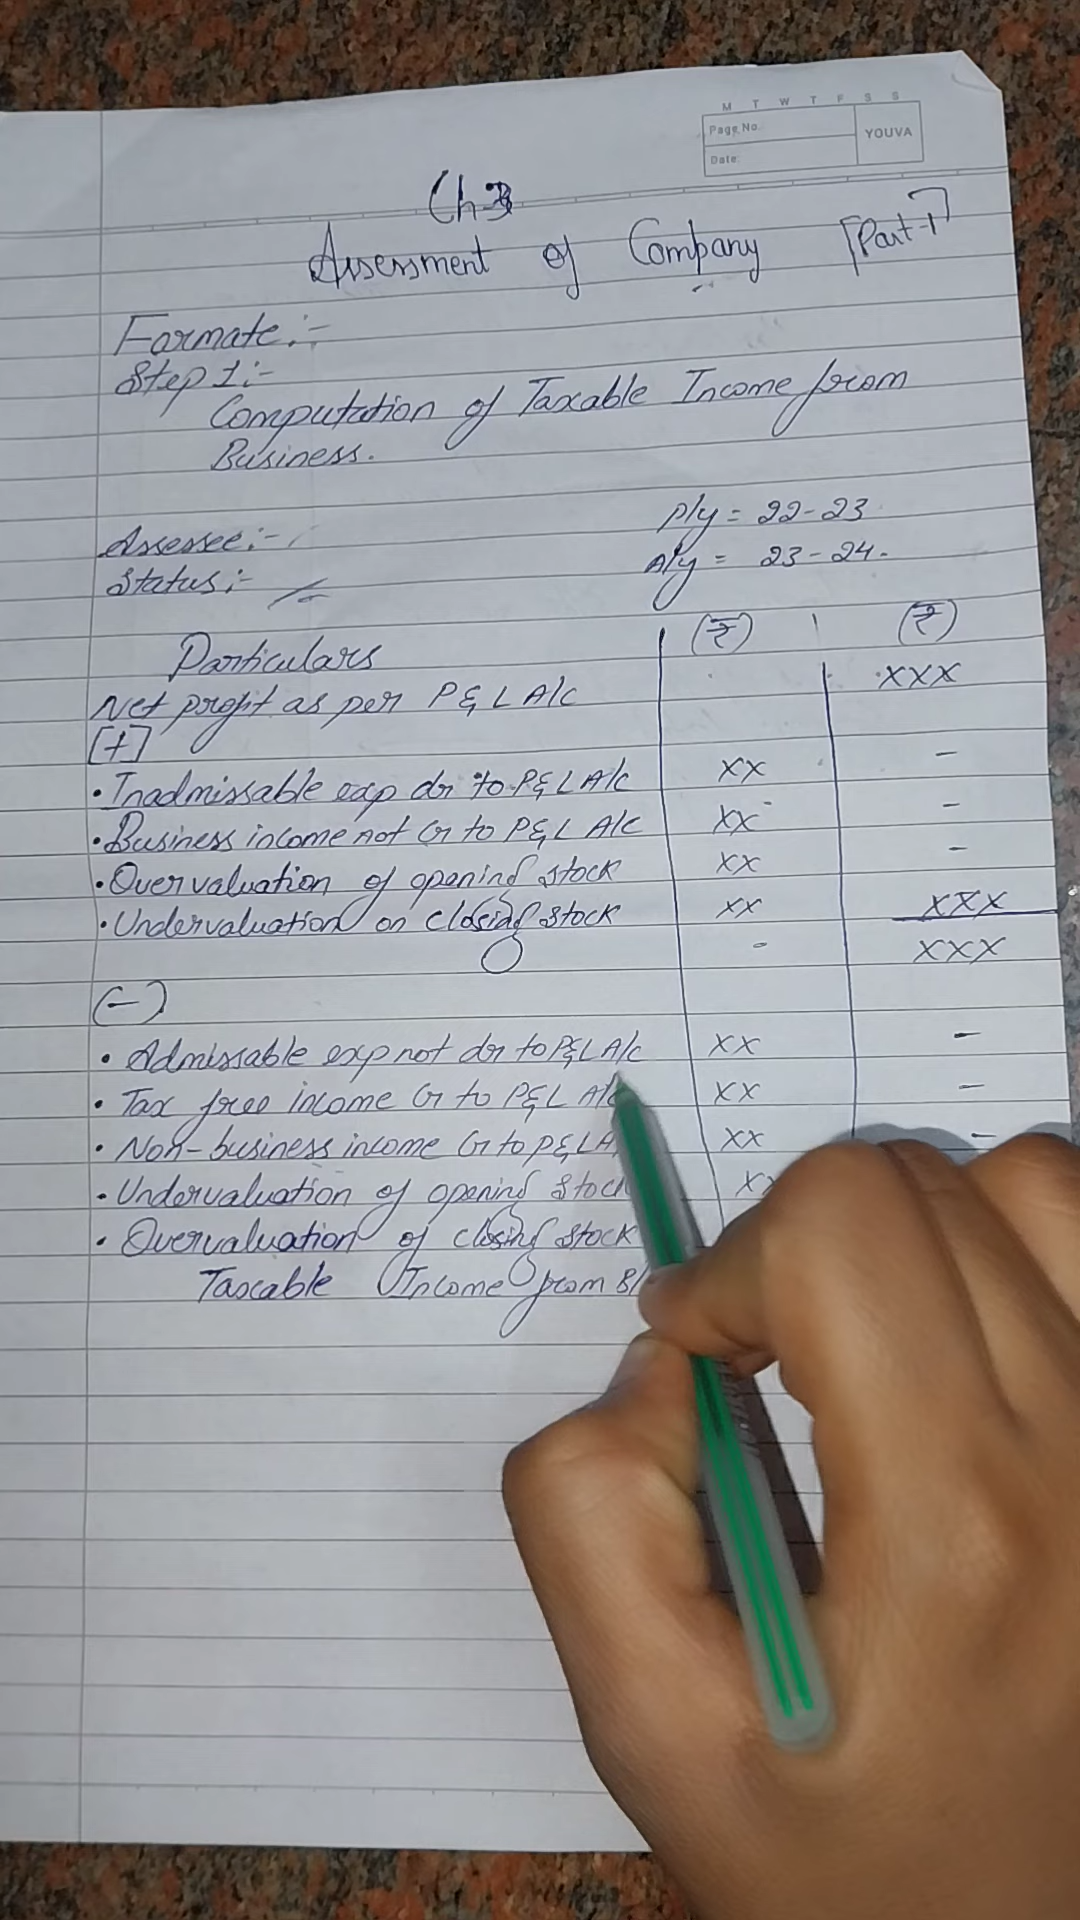 M T W T F S S
Page No.
YOUVA
Date:
Ch 3
Assessment of Company [Part-1]
Formate:-
Step 1:-
Computation of Taxable Income from
Business.
P/y = 22-23
Assessee:-
A/y = 23-24.
Status:-
Particulars (₹) (₹)
Net profit as per P&L A/c XXX
[+]
• Inadmissable exp dr to P&L A/c XX -
• Business income not Cr to P&L A/c XX -
• Overvaluation of opening stock XX -
• Undervaluation on closing stock XX XXX
- XXX
(-)
• Admissable exp not dr to P&L A/c XX -
• Tax free income Cr to P&L A/c XX -
• Non-business income Cr to P&L A XX -
• Undervaluation of opening stock XX
• Overvaluation of closing stock
Taxable Income from B/